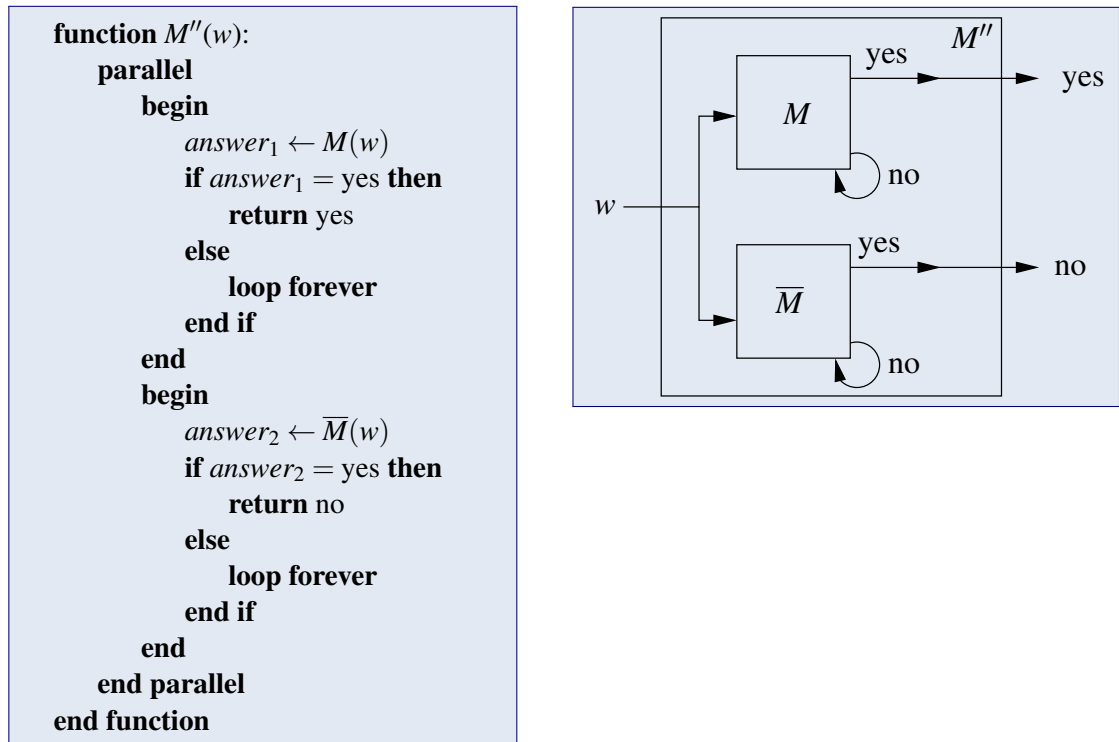 function M″(w):
parallel
begin
answer₁ ← M(w)
if answer₁ = yes then
return yes
else
loop forever
end if
end
begin
answer₂ ← M̅(w)
if answer₂ = yes then
return no
else
loop forever
end if
end
end parallel
end function
M″
yes
yes
M
no
w
yes
no
M̅
no